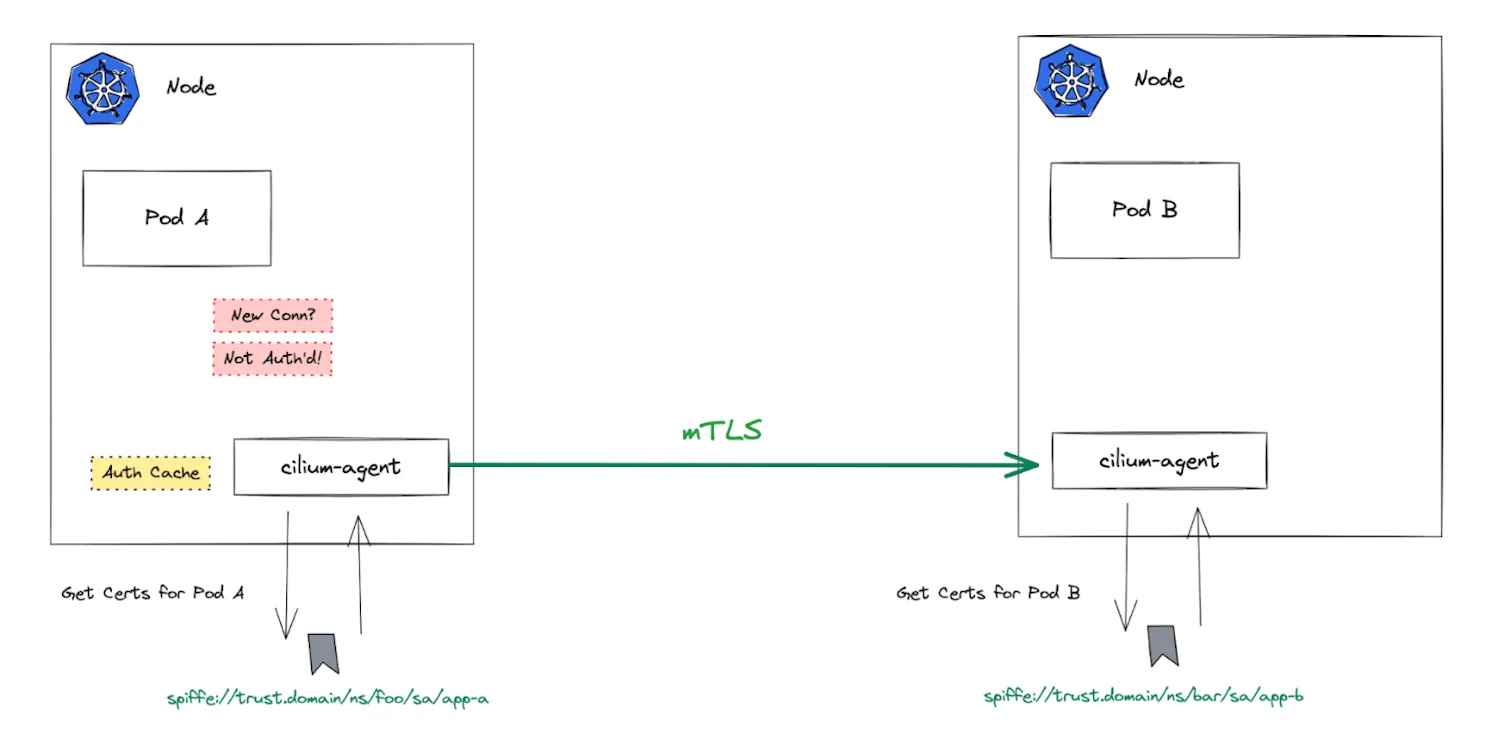 Node
Pod A
New Conn?
Not Auth'd!
Auth Cache
cilium-agent
Get Certs for Pod A
spiffe://trust.domain/ns/foo/sa/app-a
mTLS
Node
Pod B
cilium-agent
Get Certs for Pod B
spiffe://trust.domain/ns/bar/sa/app-b